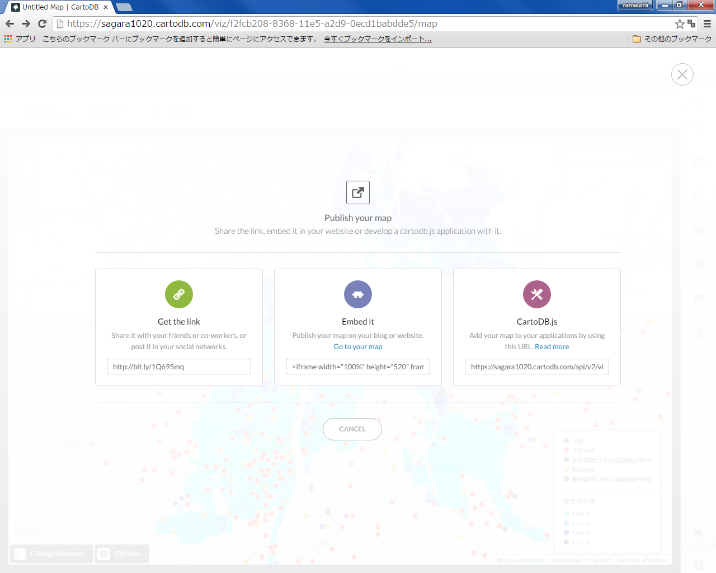 Untitled Map | CartoDB
https://sagara1020.cartodb.com/viz/f2fcb208-8368-11e5-a2d9-0ecd1babdde5/map
アプリ こちらのブックマーク バーにブックマークを追加すると簡単にページにアクセスできます。 今すぐブックマークをインポート... その他のブックマーク
Publish your map
Share the link, embed it in your website or develop a cartodb.js application with it.
Get the link
Share it with your friends or co-workers, or
post it in your social networks.
http://bit.ly/1Q695mq
Embed it
Publish your map on your blog or website.
Go to your map
<iframe width="100%" height="520" fram
CartoDB.js
Add your map to your applications by using
this URL. Read more
https://sagara1020.cartodb.com/api/v2/vi
CANCEL
Change basemap
Options